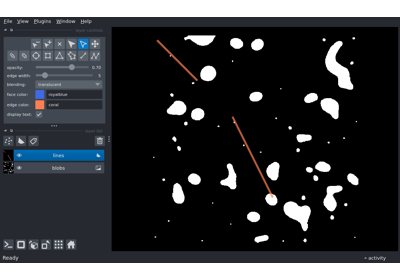 File View Plugins Window Help
opacity: 0.70
edge width: 5
blending: translucent
face color: royalblue
edge color: coral
display text: ✓
lines
blobs
Ready
activity